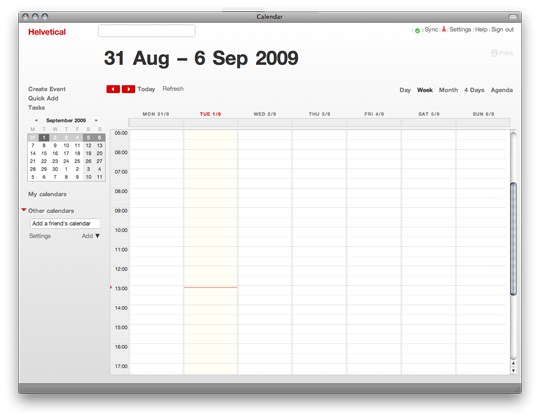 Calendar
Helvetical
Sync Settings Help Sign out
31 Aug – 6 Sep 2009
Print
Create Event
Quick Add
Tasks
Today Refresh
Day Week Month 4 Days Agenda
September 2009
M T W T F S S
31 1 2 3 4 5 6
7 8 9 10 11 12 13
14 15 16 17 18 19 20
21 22 23 24 25 26 27
28 29 30 1 2 3 4
5 6 7 8 9 10 11
MON 31/8 TUE 1/9 WED 2/9 THU 3/9 FRI 4/9 SAT 5/9 SUN 6/9
05:00
07:00
08:00
09:00
10:00
11:00
12:00
13:00
14:00
15:00
16:00
17:00
My calendars
Other calendars
Add a friend's calendar
Settings Add ▼